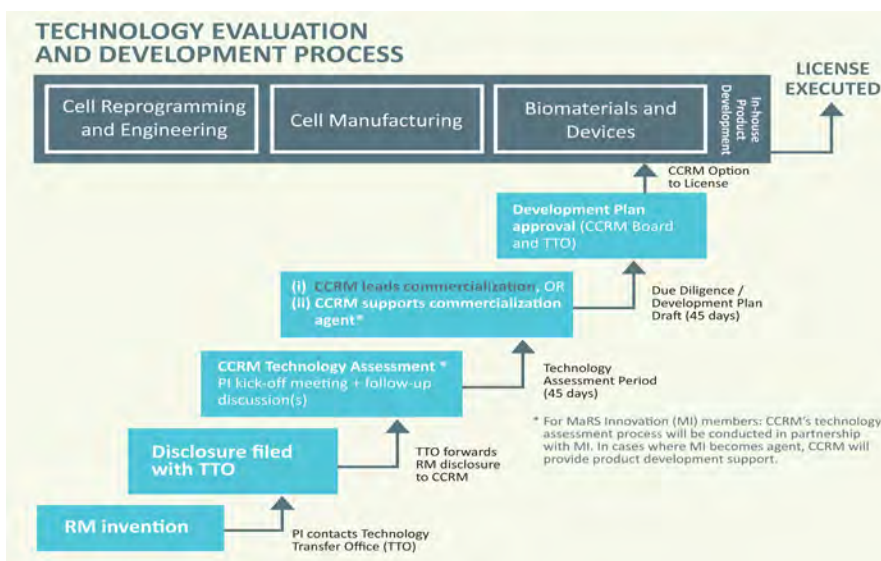 TECHNOLOGY EVALUATION
AND DEVELOPMENT PROCESS
LICENSE
EXECUTED
Cell Reprogramming
and Engineering
Cell Manufacturing
Biomaterials and
Devices
In-house
Product
Development
CCRM Option
to License
Development Plan
approval (CCRM Board
and TTO)
(i) CCRM leads commercialization, OR
(ii) CCRM supports commercialization
agent*
Due Diligence /
Development Plan
Draft (45 days)
CCRM Technology Assessment *
PI kick-off meeting + follow-up
discussion(s)
Technology
Assessment Period
(45 days)
* For MaRS Innovation (MI) members: CCRM's technology
assessment process will be conducted in partnership
with MI. In cases where MI becomes agent, CCRM will
provide product development support.
Disclosure filed
with TTO
TTO forwards
RM disclosure
to CCRM
RM invention
PI contacts Technology
Transfer Office (TTO)